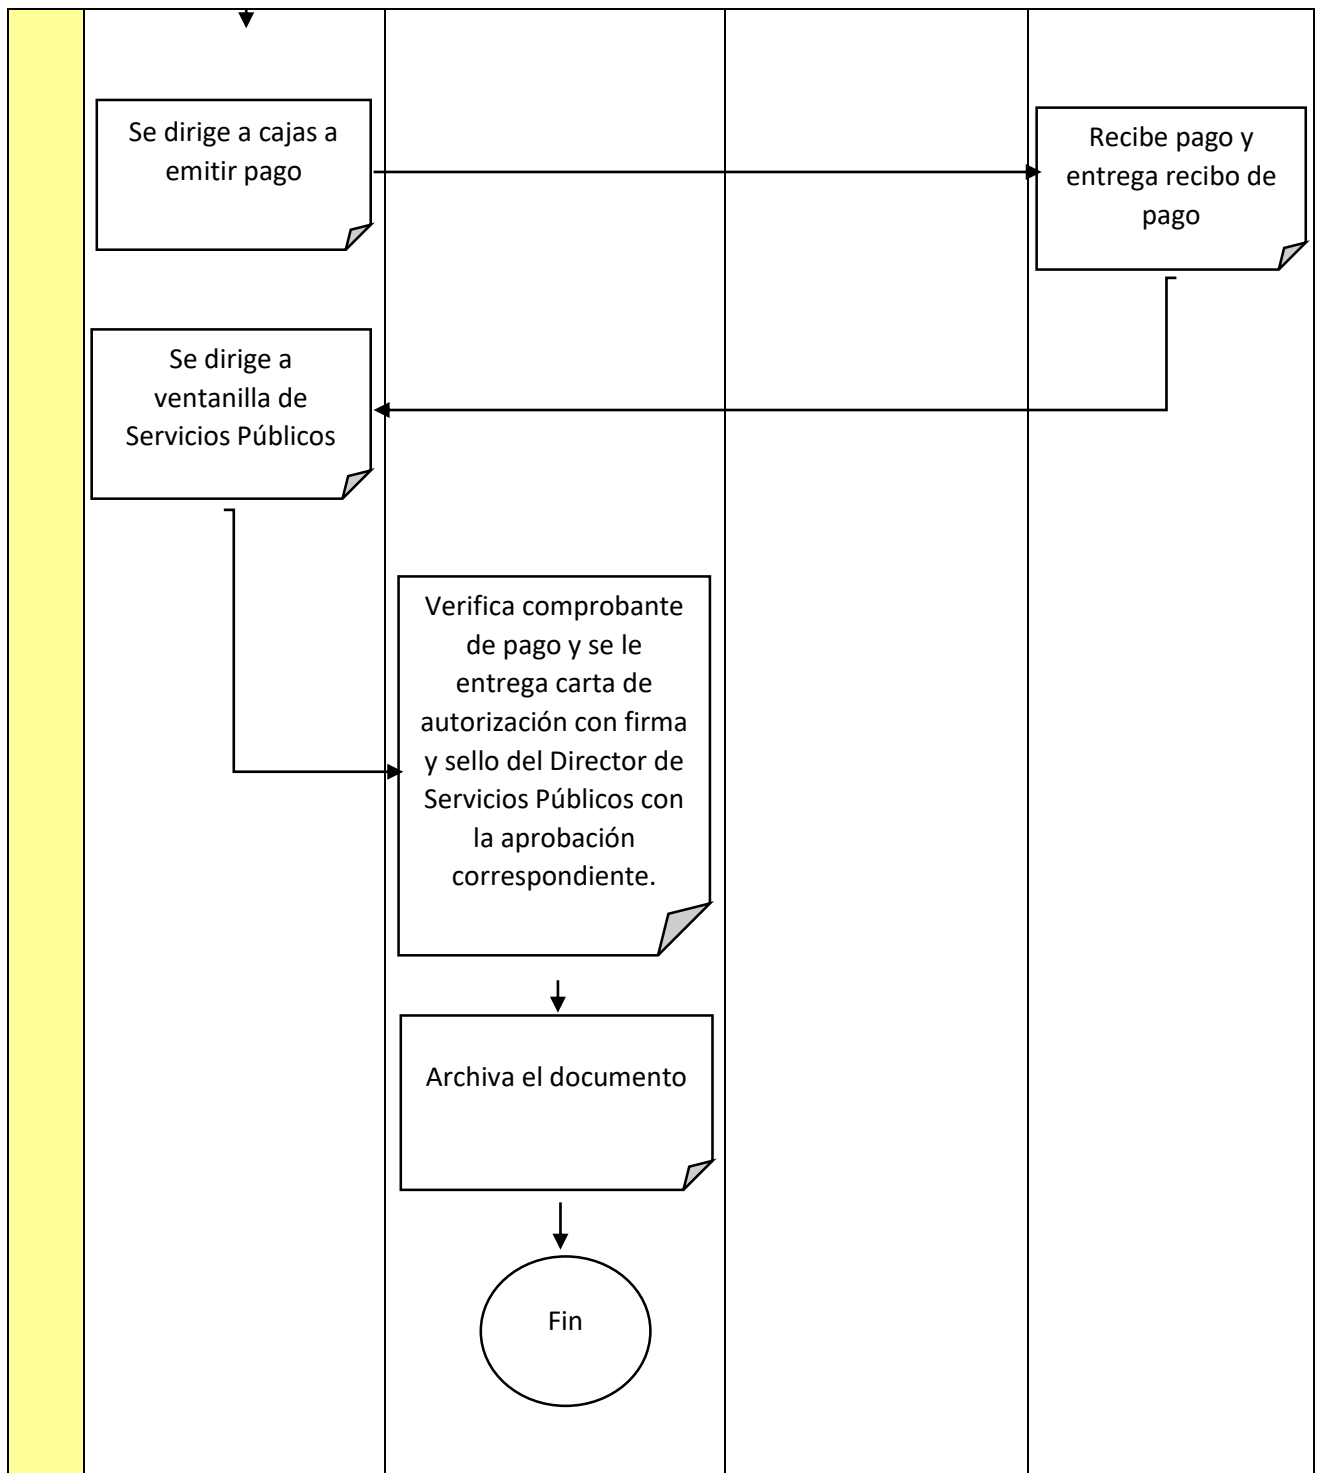 Se dirige a cajas a
emitir pago
Recibe pago y
entrega recibo de
pago
Se dirige a
ventanilla de
Servicios Públicos
Verifica comprobante
de pago y se le
entrega carta de
autorización con firma
y sello del Director de
Servicios Públicos con
la aprobación
correspondiente.
Archiva el documento
Fin